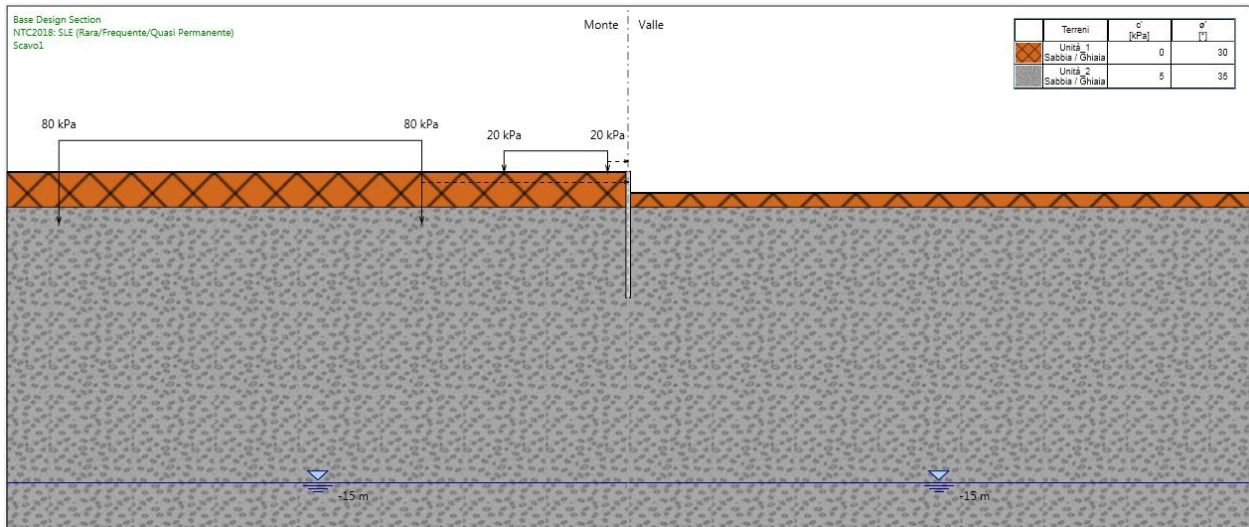 Base Design Section
NTC2018: SLE (Rara/Frequente/Quasi Permanente)
Scavo1
Monte
Valle
Terreni c' [kPa] ø' [°]
Unità_1 Sabbia / Ghiaia 0 30
Unità_2 Sabbia / Ghiaia 5 35
80 kPa
80 kPa
20 kPa
20 kPa
-15 m
-15 m